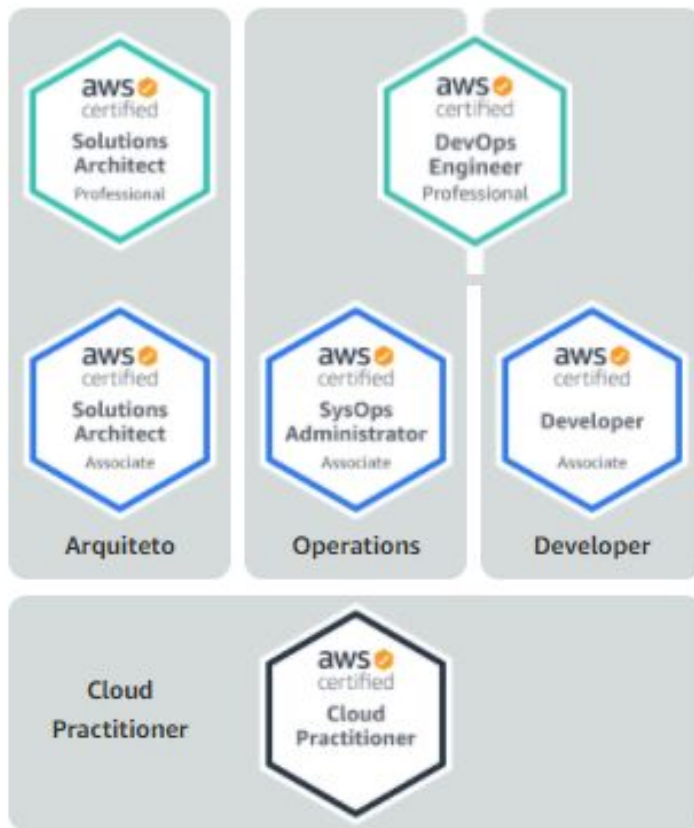 aws
certified
Solutions
Architect
Professional
aws
certified
DevOps
Engineer
Professional
aws
certified
Solutions
Architect
Associate
aws
certified
SysOps
Administrator
Associate
aws
certified
Developer
Associate
Arquiteto
Operations
Developer
Cloud
Practitioner
aws
certified
Cloud
Practitioner